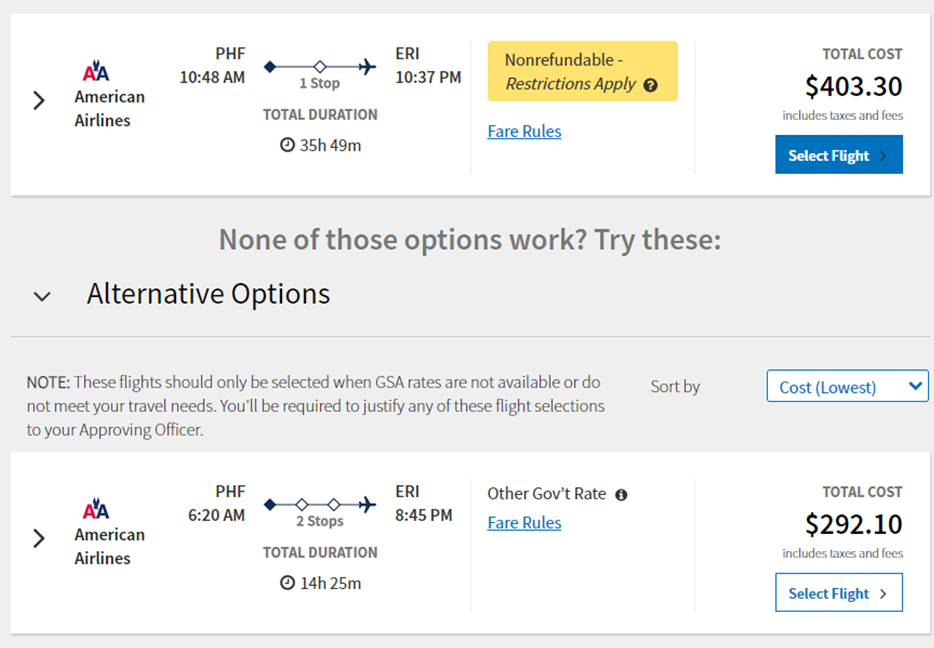 PHF
10:48 AM
1 Stop
ERI
10:37 PM
TOTAL DURATION
35h 49m
AA
American
Airlines
Nonrefundable -
Restrictions Apply ?
Fare Rules
TOTAL COST
$403.30
includes taxes and fees
Select Flight >
None of those options work? Try these:
Alternative Options
NOTE: These flights should only be selected when GSA rates are not available or do
not meet your travel needs. You'll be required to justify any of these flight selections
to your Approving Officer.
Sort by
Cost (Lowest)
PHF
6:20 AM
2 Stops
ERI
8:45 PM
TOTAL DURATION
14h 25m
AA
American
Airlines
Other Gov't Rate i
Fare Rules
TOTAL COST
$292.10
includes taxes and fees
Select Flight >